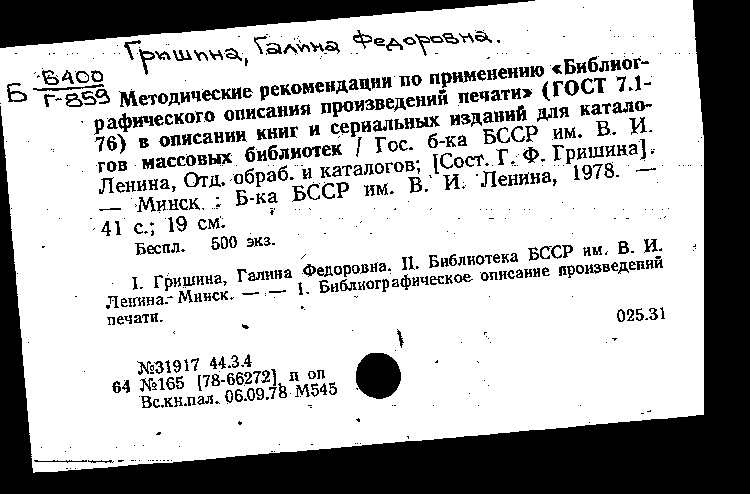 Гришина, Галина Федоровна.
Б Б400
Г-859 Методические рекомендации по применению «Библиог-
рафического описания произведений печати» (ГОСТ 7.1-
76) в описании книг и сериальных изданий для катало-
гов массовых библиотек / Гос. б-ка БССР им. В. И.
Ленина, Отд. обраб. и каталогов; [Сост. Г. Ф. Гришина].
— Минск. : Б-ка БССР им. В. И. Ленина, 1978. —
41 с.; 19 см.
Беспл. 500 экз.
I. Гришина, Галина Федоровна. II. Библиотека БССР им. В. И.
Ленина.- Минск. — — 1. Библиографическое описание произведений
печати.
025.31
№31917 44.3.4
64 №165 [78-66272] п оп
Вс.кн.пал. 06.09.78 М545